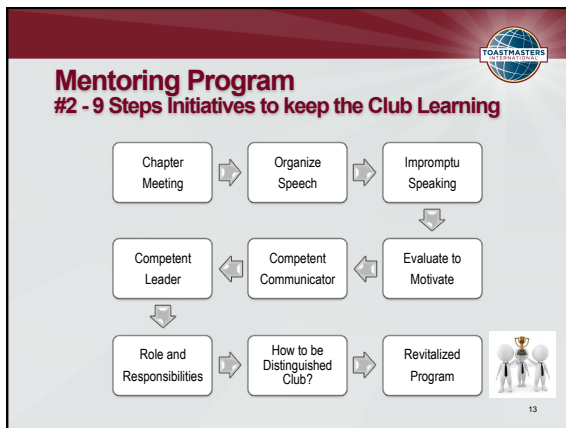 TOASTMASTERS
INTERNATIONAL
Mentoring Program
#2 - 9 Steps Initiatives to keep the Club Learning
Chapter
Meeting
Organize
Speech
Impromptu
Speaking
Evaluate to
Motivate
Competent
Communicator
Competent
Leader
Role and
Responsibilities
How to be
Distinguished
Club?
Revitalized
Program
13